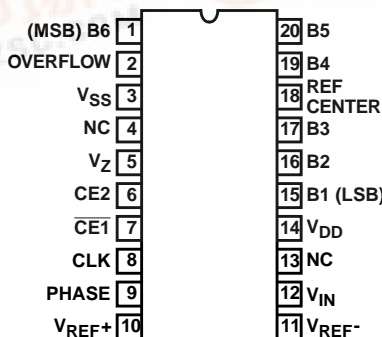 (MSB) B6 1
OVERFLOW 2
VSS 3
NC 4
VZ 5
CE2 6
CE1 7
CLK 8
PHASE 9
VREF+ 10
20 B5
19 B4
18 REF
CENTER
17 B3
16 B2
15 B1 (LSB)
14 VDD
13 NC
12 VIN
11 VREF-